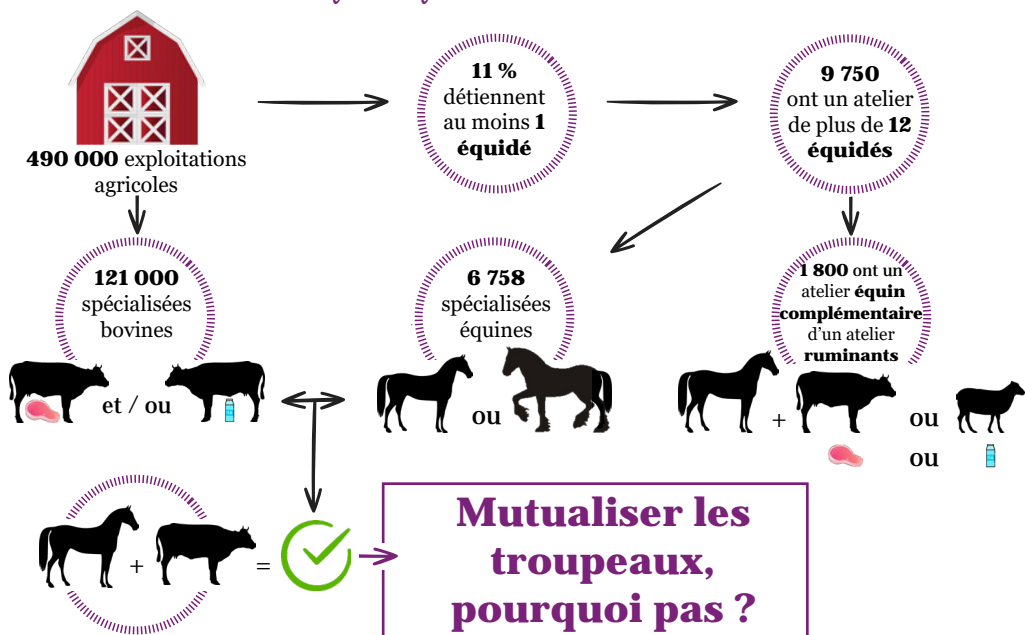 490 000 exploitations
agricoles
11 %
détiennent
au moins 1
équidé
9 750
ont un atelier
de plus de 12
équidés
121 000
spécialisées
bovines
et / ou
6 758
spécialisées
équines
ou
1 800 ont un
atelier équin
complémentaire
d'un atelier
ruminants
+
ou
ou
+
=
Mutualiser les
troupeaux,
pourquoi pas ?